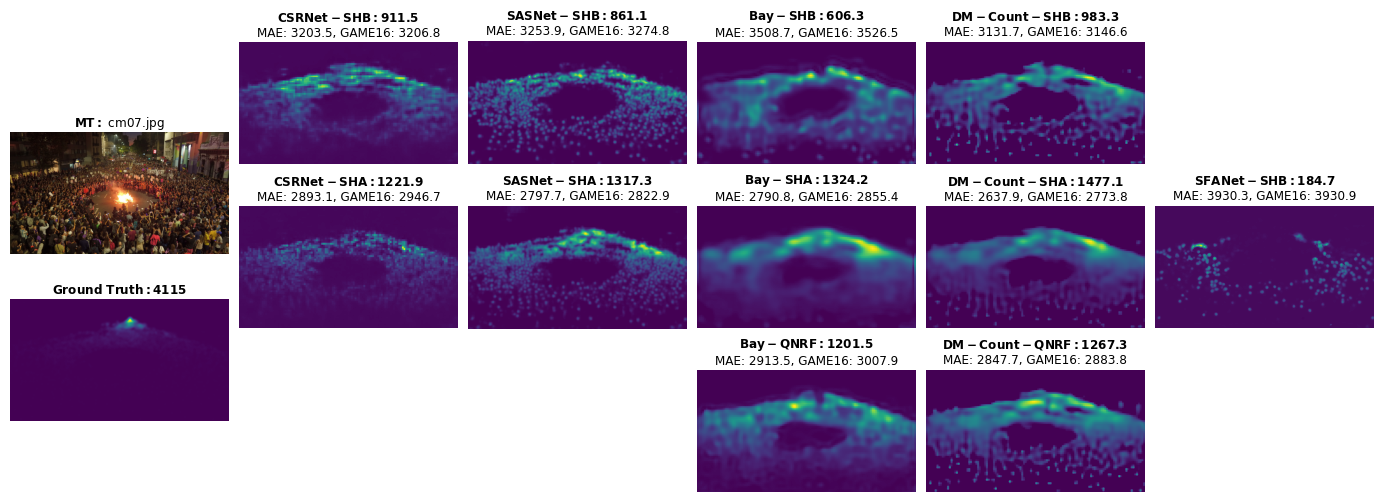 CSRNet − SHB : 911.5
MAE: 3203.5, GAME16: 3206.8
SASNet − SHB : 861.1
MAE: 3253.9, GAME16: 3274.8
Bay − SHB : 606.3
MAE: 3508.7, GAME16: 3526.5
DM − Count − SHB : 983.3
MAE: 3131.7, GAME16: 3146.6
MT : cm07.jpg
CSRNet − SHA : 1221.9
MAE: 2893.1, GAME16: 2946.7
SASNet − SHA : 1317.3
MAE: 2797.7, GAME16: 2822.9
Bay − SHA : 1324.2
MAE: 2790.8, GAME16: 2855.4
DM − Count − SHA : 1477.1
MAE: 2637.9, GAME16: 2773.8
SFANet − SHB : 184.7
MAE: 3930.3, GAME16: 3930.9
Ground Truth : 4115
Bay − QNRF : 1201.5
MAE: 2913.5, GAME16: 3007.9
DM − Count − QNRF : 1267.3
MAE: 2847.7, GAME16: 2883.8